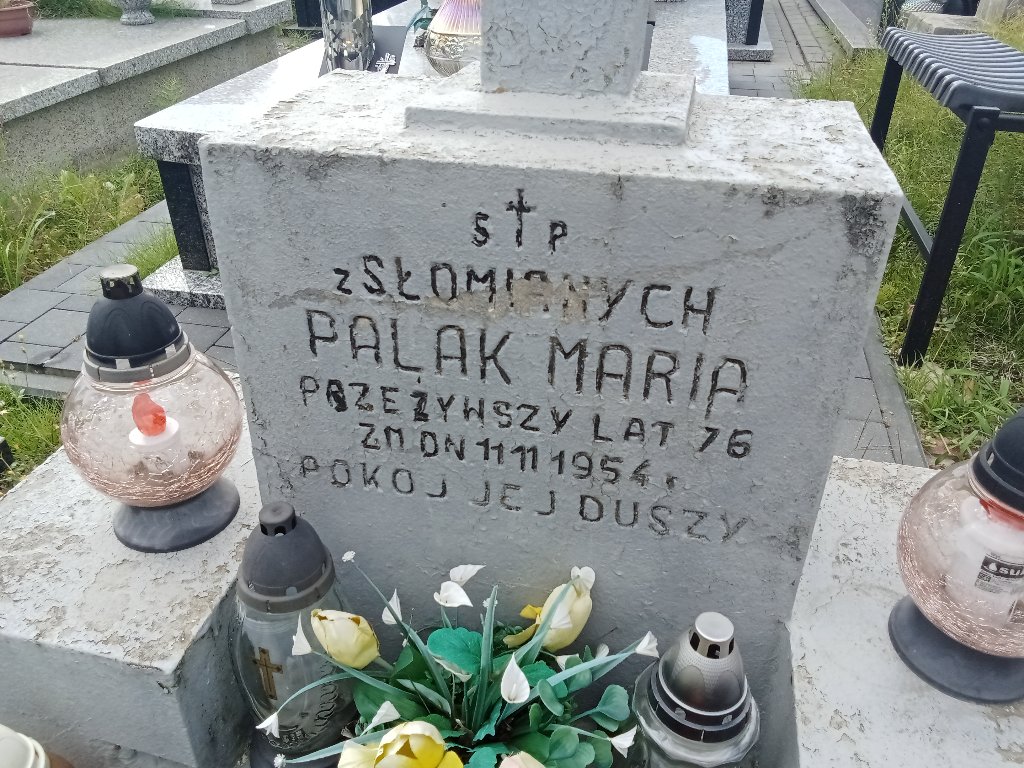 S P
z SŁOMIANYCH
PALAK MARIA
PRZEŻYWSZY LAT 76
ZM DN 11 11 1954 r.
POKOJ JEJ DUSZY